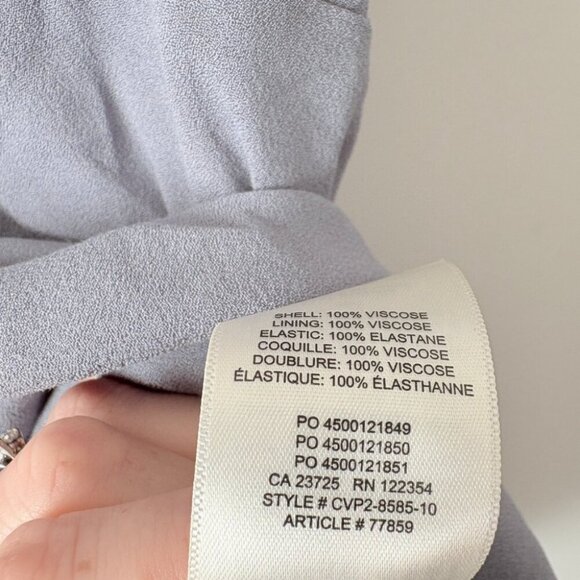 SHELL: 100% VISCOSE
LINING: 100% VISCOSE
ELASTIC: 100% ELASTANE
COQUILLE: 100% VISCOSE
DOUBLURE: 100% VISCOSE
ÉLASTIQUE: 100% ÉLASTHANNE
PO 4500121849
PO 4500121850
PO 4500121851
CA 23725 RN 122354
STYLE # CVP2-8585-10
ARTICLE # 77859